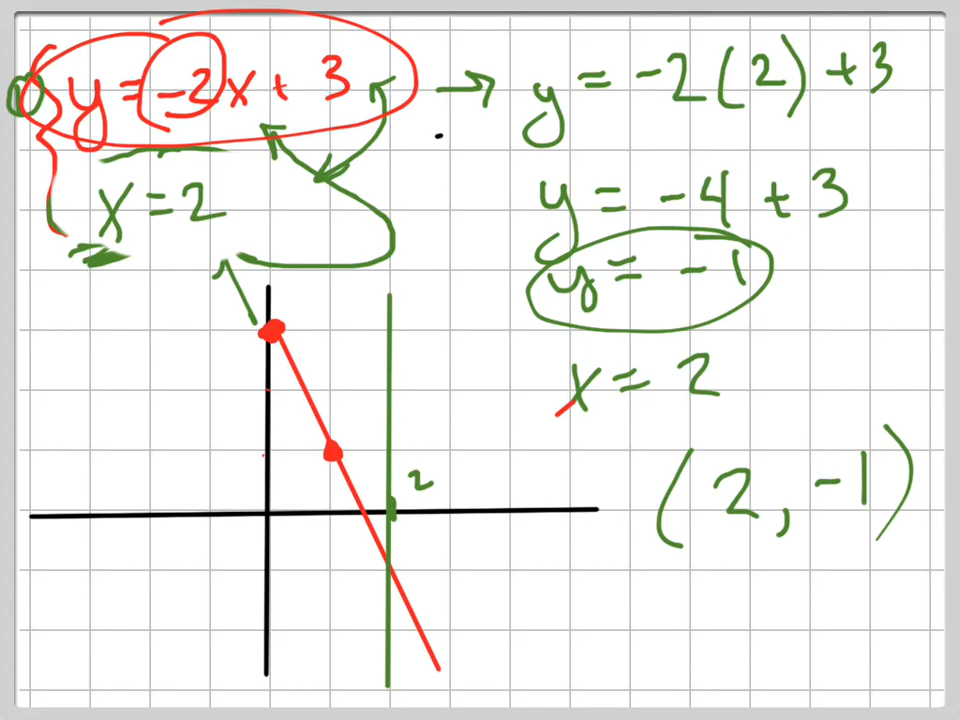 y = -2x + 3 → y = -2(2) + 3
x = 2
y = -4 + 3
y = -1
x = 2
2
(2, -1)